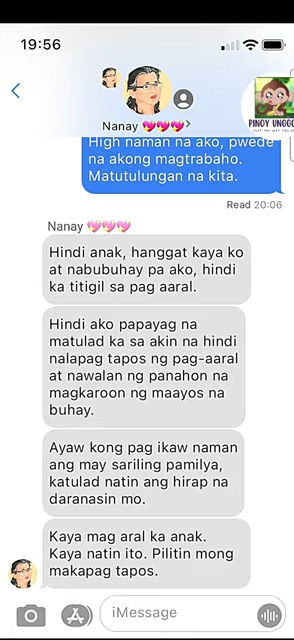 19:56
Nanay 💖💖💖>
PINOY UNGGO
High naman na ako, pwede
na akong magtrabaho.
Matutulungan na kita.
Read 20:06
Nanay 💖💖💖
Hindi anak, hanggat kaya ko
at nabubuhay pa ako, hindi
ka titigil sa pag aaral.
Hindi ako papayag na
matulad ka sa akin na hindi
nalapag tapos ng pag-aaral
at nawalan ng panahon na
magkaroon ng maayos na
buhay.
Ayaw kong pag ikaw naman
ang may sariling pamilya,
katulad natin ang hirap na
daranasin mo.
Kaya mag aral ka anak.
Kaya natin ito. Pilitin mong
makapag tapos.
iMessage